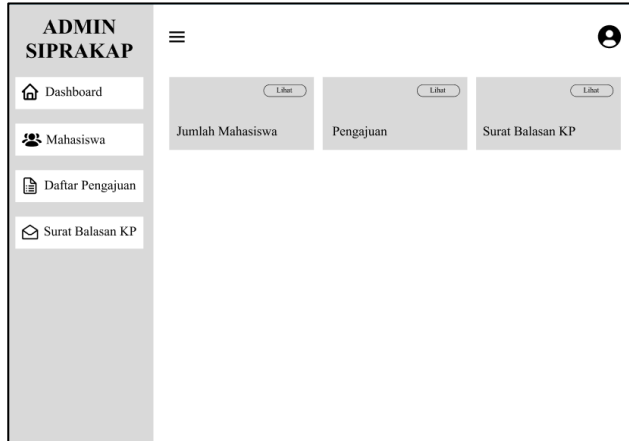 ADMIN
SIPRAKAP
Dashboard
Mahasiswa
Daftar Pengajuan
Surat Balasan KP
Lihat
Jumlah Mahasiswa
Lihat
Pengajuan
Lihat
Surat Balasan KP